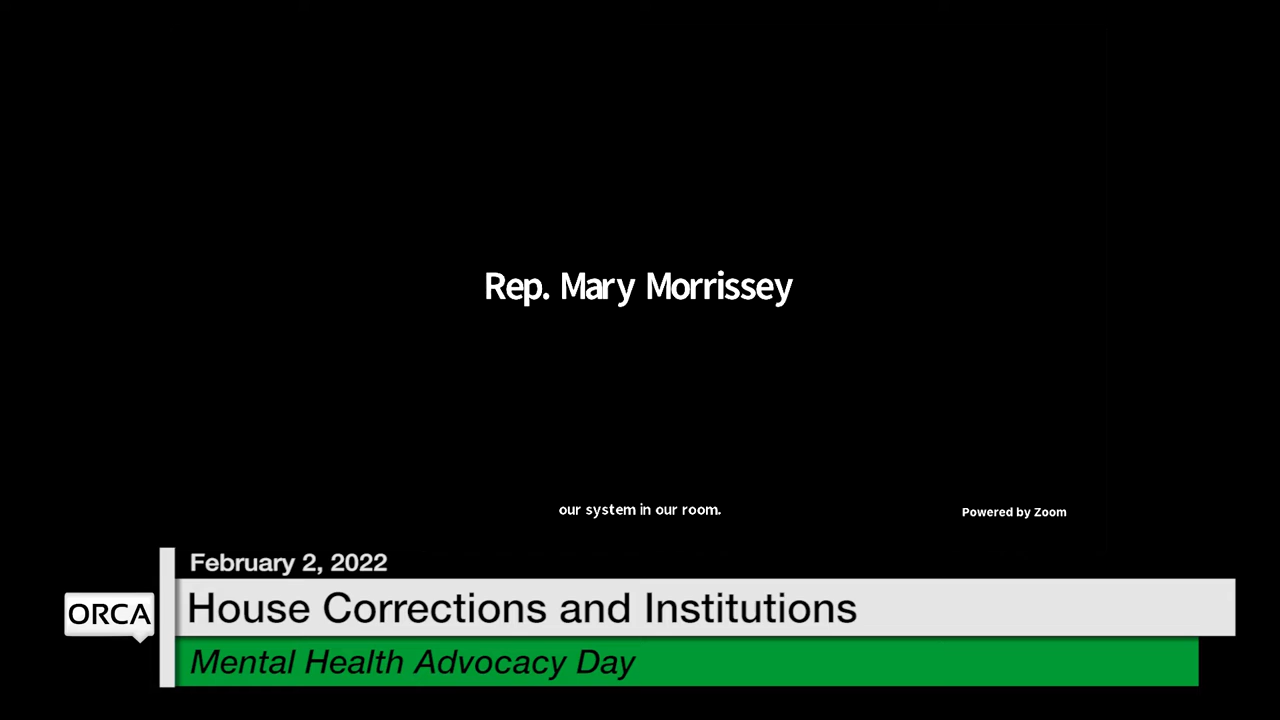 Rep. Mary Morrissey
our system in our room.
Powered by Zoom
February 2, 2022
ORCA
House Corrections and Institutions
Mental Health Advocacy Day